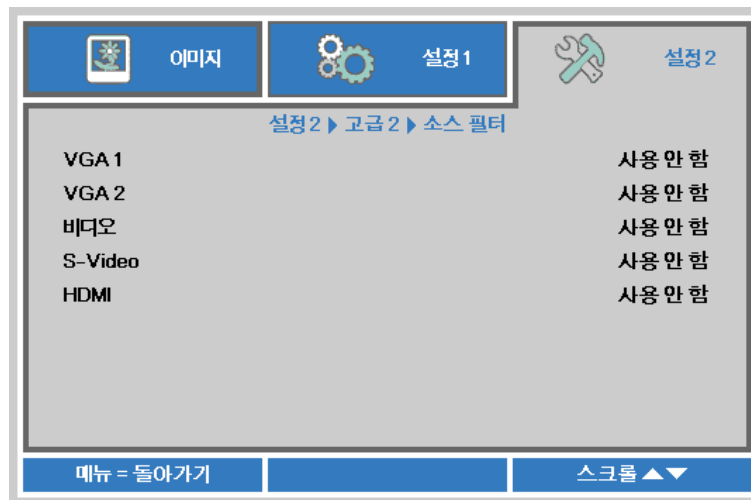 이미지 설정 1 설정 2
설정 2 ▶ 고급 2 ▶ 소스 필터
VGA 1 사용 안 함
VGA 2 사용 안 함
비디오 사용 안 함
S-Video 사용 안 함
HDMI 사용 안 함
메뉴 = 돌아가기 스크롤 ▲▼